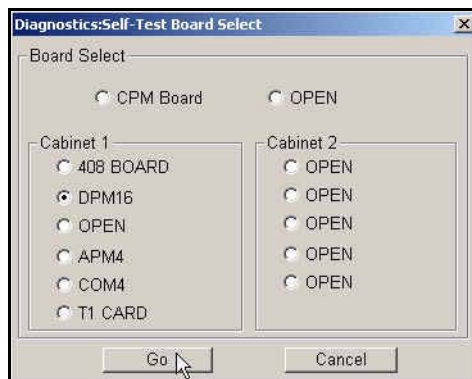 Diagnostics:Self-Test Board Select
Board Select
CPM Board
OPEN
Cabinet 1
408 BOARD
DPM16
OPEN
APM4
COM4
T1 CARD
Cabinet 2
OPEN
OPEN
OPEN
OPEN
OPEN
Go
Cancel